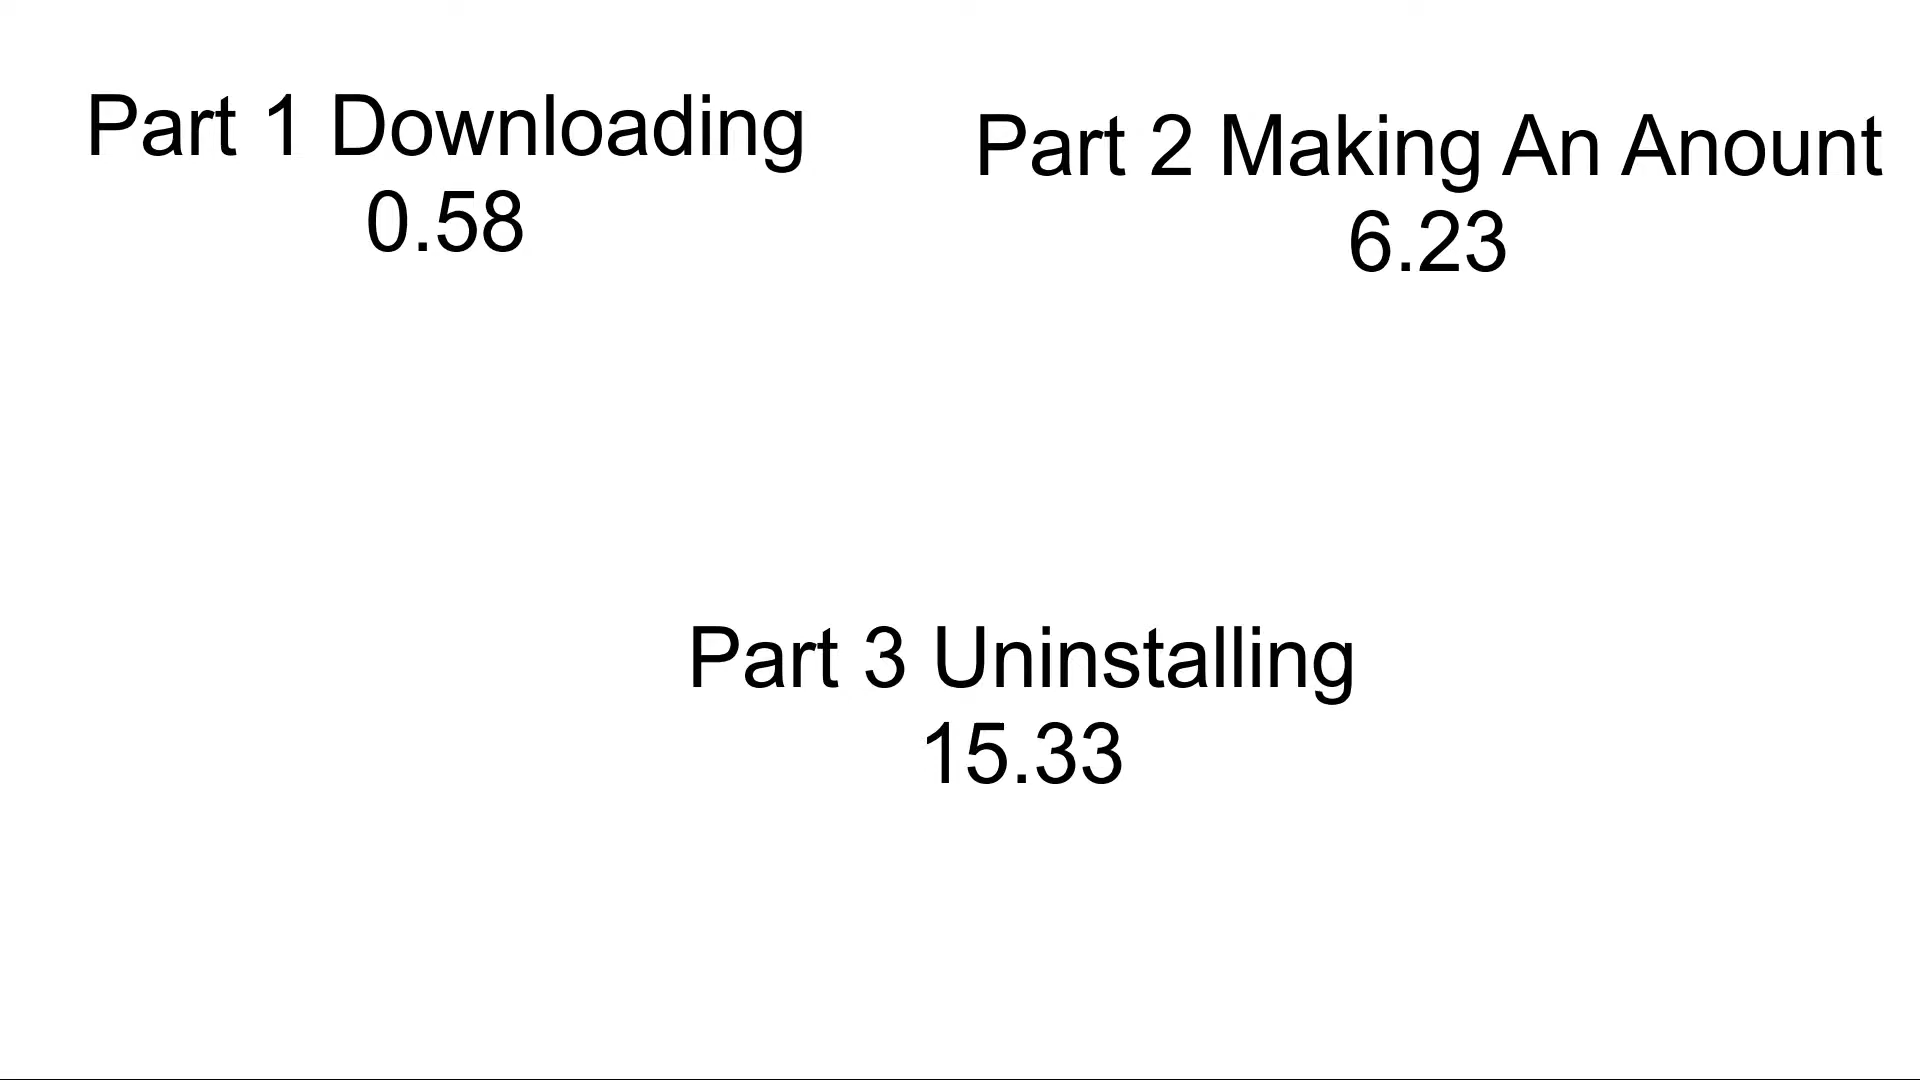 Part 1 Downloading
0.58
Part 2 Making An Anount
6.23
Part 3 Uninstalling
15.33